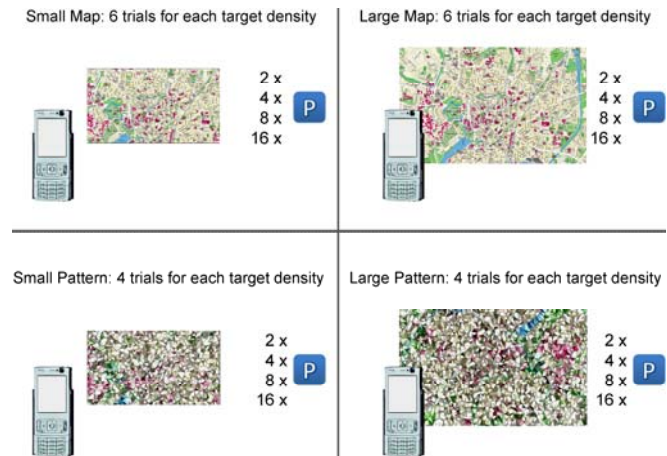 Small Map: 6 trials for each target density
2 x
4 x
8 x
16 x
P
Large Map: 6 trials for each target density
2 x
4 x
8 x
16 x
P
Small Pattern: 4 trials for each target density
2 x
4 x
8 x
16 x
P
Large Pattern: 4 trials for each target density
2 x
4 x
8 x
16 x
P